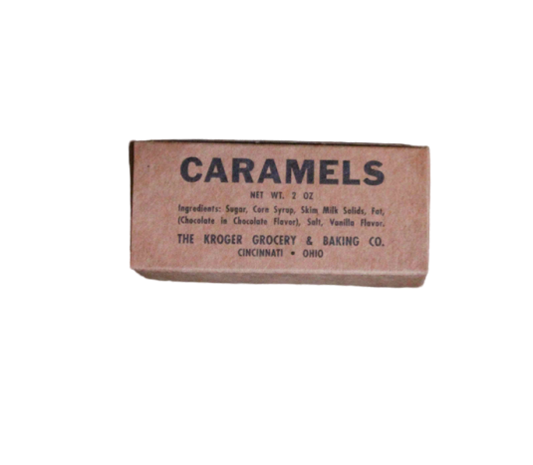 CARAMELS
NET WT. 2 OZ
Ingredients: Sugar, Corn Syrup, Skim Milk Solids, Fat,
(Chocolate in Chocolate Flavor), Salt, Vanilla Flavor.
THE KROGER GROCERY & BAKING CO.
CINCINNATI • OHIO